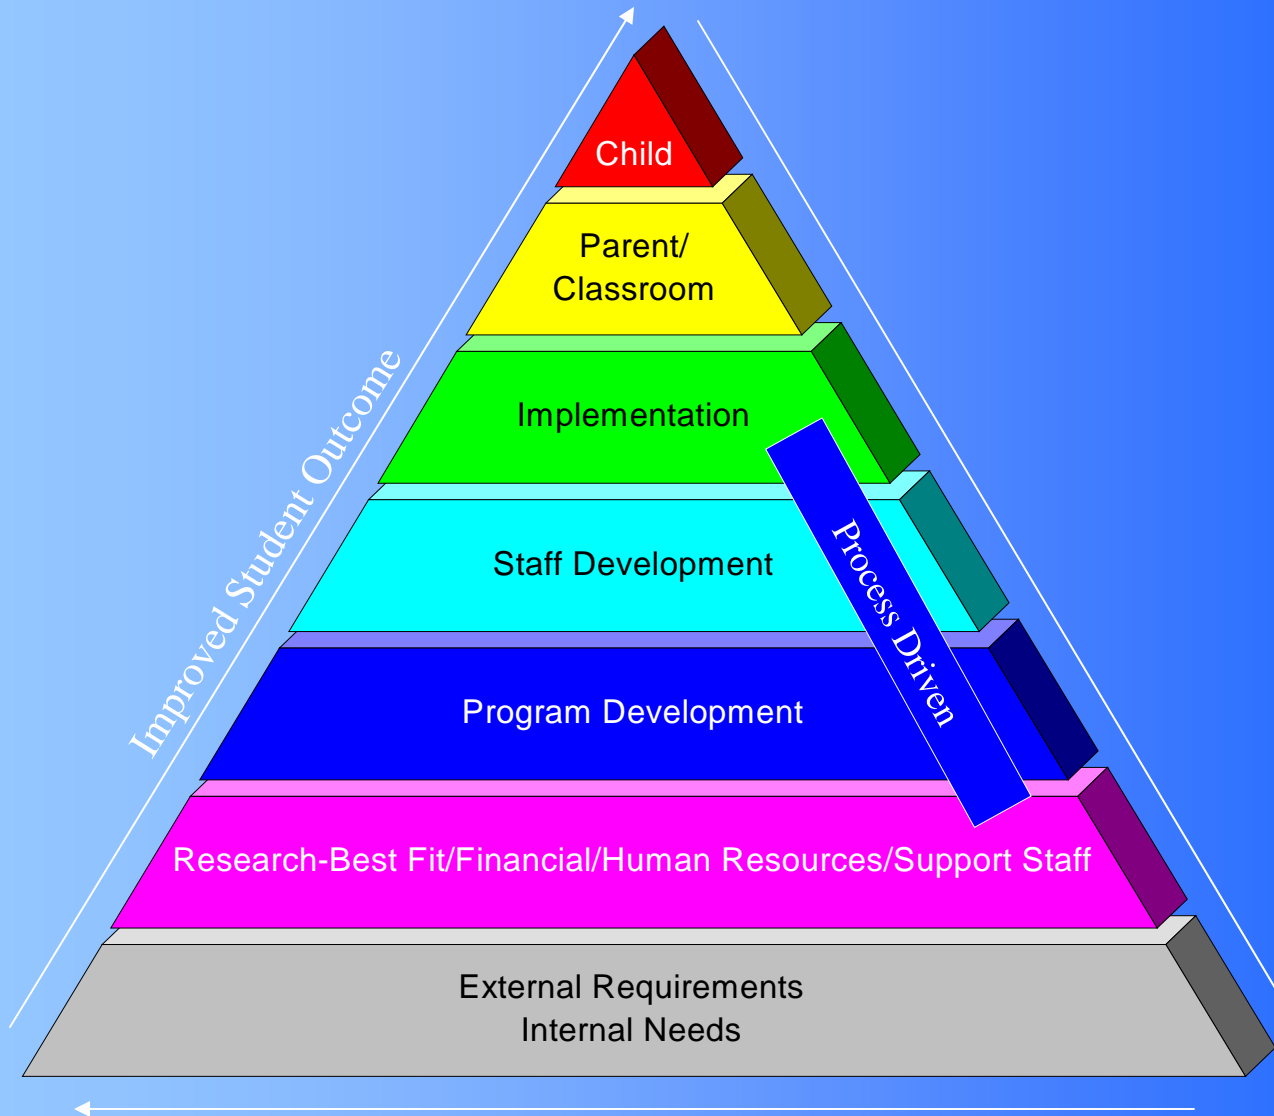 Child
Parent/
Classroom
Implementation
Staff Development
Program Development
Research-Best Fit/Financial/Human Resources/Support Staff
External Requirements
Internal Needs
Improved Student Outcome
Process Driven